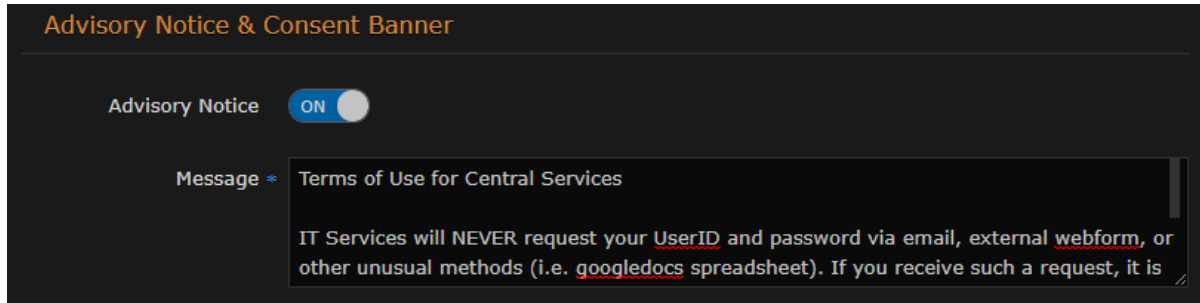 Advisory Notice & Consent Banner
Advisory Notice ON
Message * Terms of Use for Central Services
IT Services will NEVER request your UserID and password via email, external webform, or
other unusual methods (i.e. googledocs spreadsheet). If you receive such a request, it is